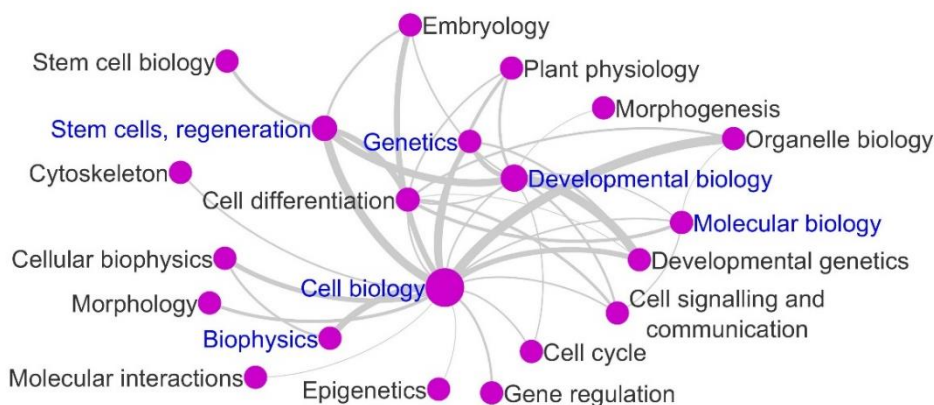 Embryology
Stem cell biology
Plant physiology
Morphogenesis
Stem cells, regeneration
Genetics
Organelle biology
Cytoskeleton
Developmental biology
Cell differentiation
Molecular biology
Cellular biophysics
Developmental genetics
Cell biology
Morphology
Cell signalling and
communication
Biophysics
Cell cycle
Molecular interactions
Epigenetics
Gene regulation